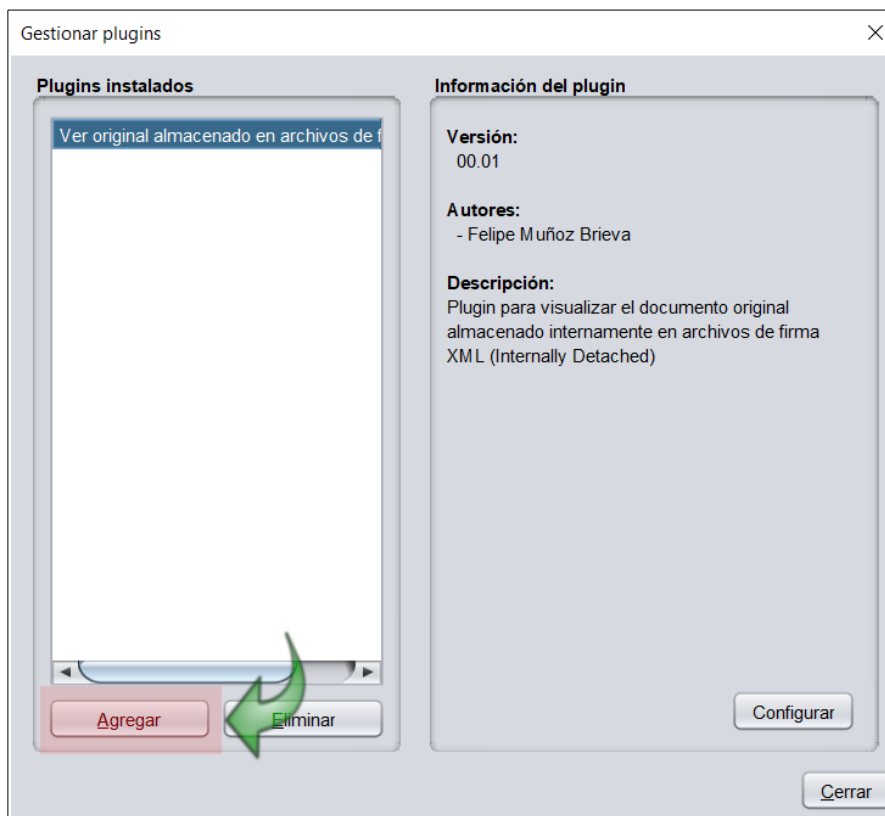 Gestionar plugins
Plugins instalados
Ver original almacenado en archivos de
Agregar
Eliminar
Información del plugin
Versión:
00.01
Autores:
- Felipe Muñoz Brieva
Descripción:
Plugin para visualizar el documento original
almacenado internamente en archivos de firma
XML (Internally Detached)
Configurar
Cerrar